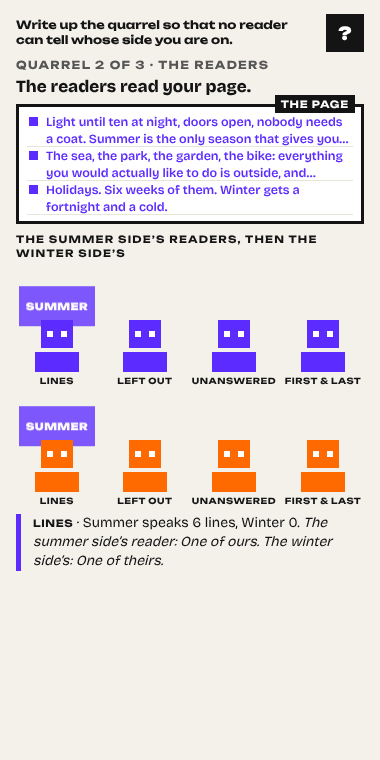 Write up the quarrel so that no reader
can tell whose side you are on.
?
QUARREL 2 OF 3 · THE READERS
The readers read your page.
THE PAGE
Light until ten at night, doors open, nobody needs
a coat. Summer is the only season that gives you...
The sea, the park, the garden, the bike: everything
you would actually like to do is outside, and...
Holidays. Six weeks of them. Winter gets a
fortnight and a cold.
THE SUMMER SIDE'S READERS, THEN THE
WINTER SIDE'S
SUMMER
LINES LEFT OUT UNANSWERED FIRST & LAST
SUMMER
LINES LEFT OUT UNANSWERED FIRST & LAST
LINES · Summer speaks 6 lines, Winter 0. The
summer side's reader: One of ours. The winter
side's: One of theirs.